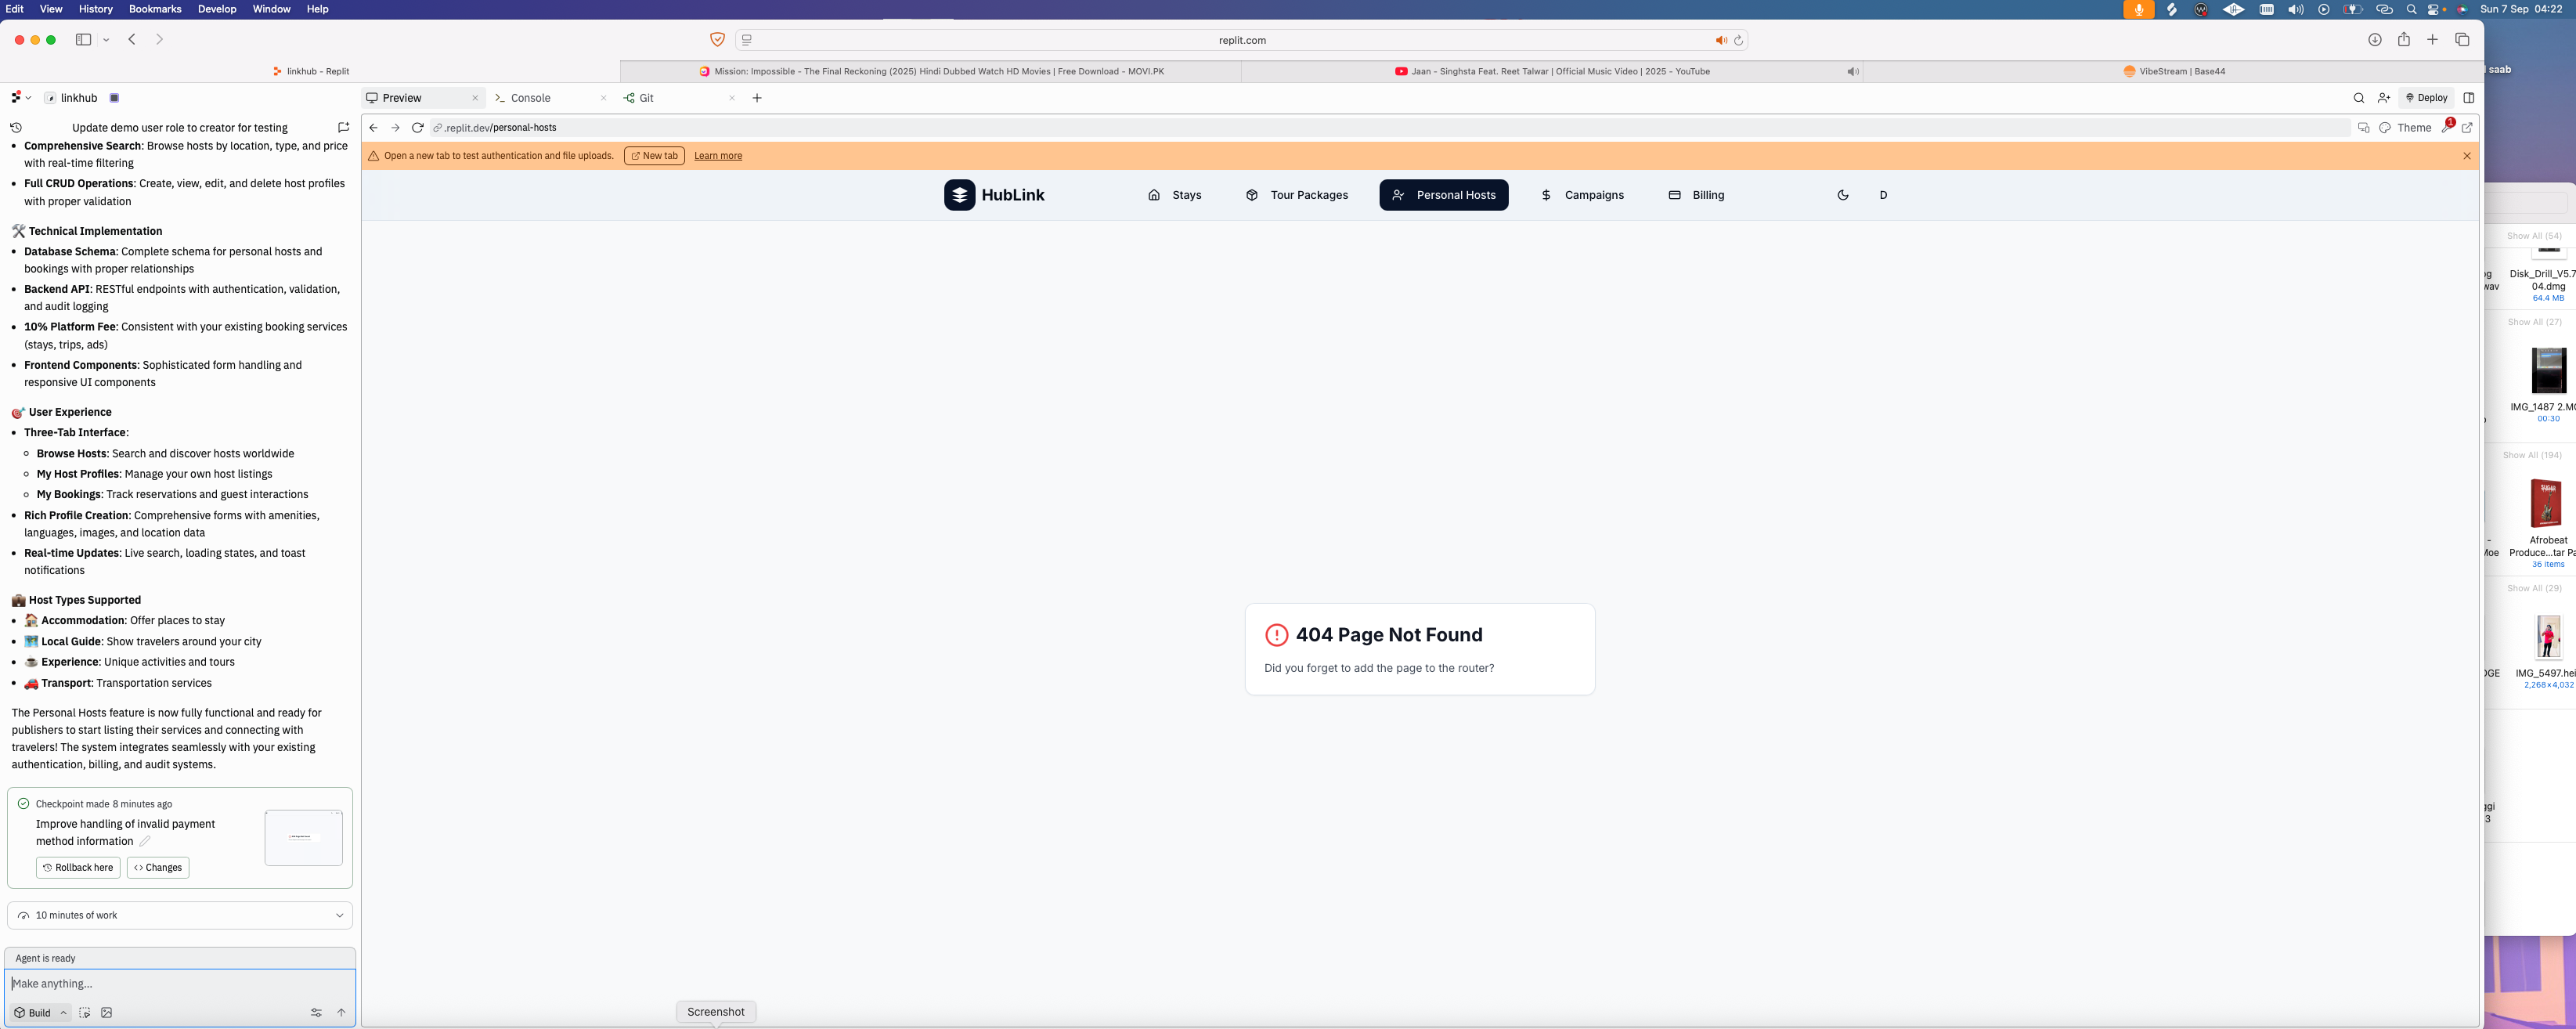 Edit View History Bookmarks Develop Window Help
Sun 7 Sep 04:22
replit.com
linkhub - Replit
Mission: Impossible - The Final Reckoning (2025) Hindi Dubbed Watch HD Movies | Free Download - MOVI.PK
Jaan - Singhsta Feat. Reet Talwar | Official Music Video | 2025 - YouTube
VibeStream | Base44
saab
linkhub
Preview
Console
Git
Deploy
Update demo user role to creator for testing
.replit.dev/personal-hosts
Theme
1
Open a new tab to test authentication and file uploads.
New tab
Learn more
HubLink
Stays
Tour Packages
Personal Hosts
Campaigns
Billing
D
Comprehensive Search: Browse hosts by location, type, and price
with real-time filtering
Full CRUD Operations: Create, view, edit, and delete host profiles
with proper validation
Technical Implementation
Database Schema: Complete schema for personal hosts and
bookings with proper relationships
Backend API: RESTful endpoints with authentication, validation,
and audit logging
10% Platform Fee: Consistent with your existing booking services
(stays, trips, ads)
Frontend Components: Sophisticated form handling and
responsive UI components
User Experience
Three-Tab Interface:
Browse Hosts: Search and discover hosts worldwide
My Host Profiles: Manage your own host listings
My Bookings: Track reservations and guest interactions
Rich Profile Creation: Comprehensive forms with amenities,
languages, images, and location data
Real-time Updates: Live search, loading states, and toast
notifications
Host Types Supported
Accommodation: Offer places to stay
Local Guide: Show travelers around your city
Experience: Unique activities and tours
Transport: Transportation services
The Personal Hosts feature is now fully functional and ready for
publishers to start listing their services and connecting with
travelers! The system integrates seamlessly with your existing
authentication, billing, and audit systems.
Checkpoint made 8 minutes ago
Improve handling of invalid payment
method information
Rollback here
Changes
10 minutes of work
Agent is ready
Make anything...
Build
404 Page Not Found
Did you forget to add the page to the router?
Screenshot
Show All (54)
Disk_Drill_V5.7
wav 04.dmg
64.4 MB
Show All (27)
IMG_1487 2.M
00:30
Show All (194)
Afrobeat
Moe Produce...tar Pa
36 items
Show All (29)
IMG_5497.hei
2,268×4,032
ggi
3